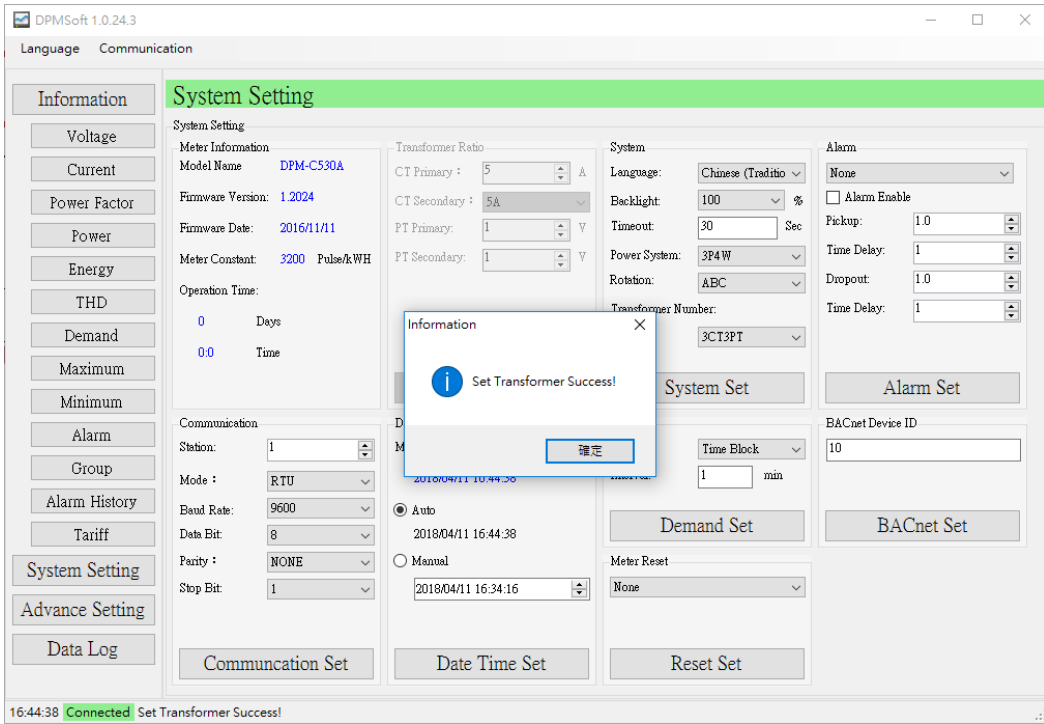 DPMSoft 1.0.24.3
Language Communication
Information
Voltage
Current
Power Factor
Power
Energy
THD
Demand
Maximum
Minimum
Alarm
Group
Alarm History
Tariff
System Setting
Advance Setting
Data Log
System Setting
System Setting
Meter Information
Model Name DPM-C530A
Firmware Version: 1.2024
Firmware Date: 2016/11/11
Meter Constant: 3200 Pulse/kWH
Operation Time:
0 Days
0:0 Time
Transformer Ratio
CT Primary: 5 A
CT Secondary: 5A
PT Primary: 1 V
PT Secondary: 1 V
System
Language: Chinese (Traditio
Backlight: 100 %
Timeout: 30 Sec
Power System: 3P4W
Rotation: ABC
Transformer Number:
3CT3PT
System Set
Alarm
None
Alarm Enable
Pickup: 1.0
Time Delay: 1
Dropout: 1.0
Time Delay: 1
Alarm Set
Information
Set Transformer Success!
確定
Communication
Station: 1
Mode: RTU
Baud Rate: 9600
Data Bit: 8
Parity: NONE
Stop Bit: 1
Communcation Set
D
M
2018/04/11 16:44:38
Auto
2018/04/11 16:44:38
Manual
2018/04/11 16:34:16
Date Time Set
Time Block
1 min
Demand Set
BACnet Device ID
10
BACnet Set
Meter Reset
None
Reset Set
16:44:38 Connected Set Transformer Success!